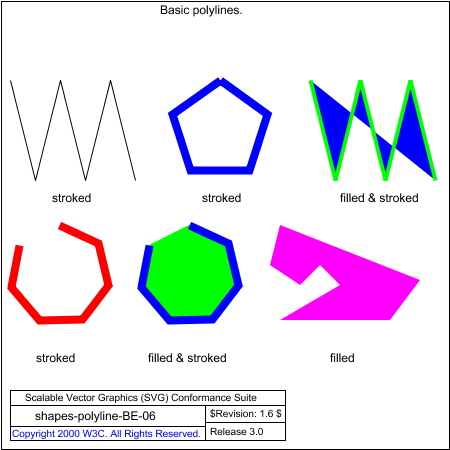 Basic polylines.
stroked
stroked
filled & stroked
stroked
filled & stroked
filled
Scalable Vector Graphics (SVG) Conformance Suite
shapes-polyline-BE-06
$Revision: 1.6 $
Copyright 2000 W3C. All Rights Reserved.
Release 3.0